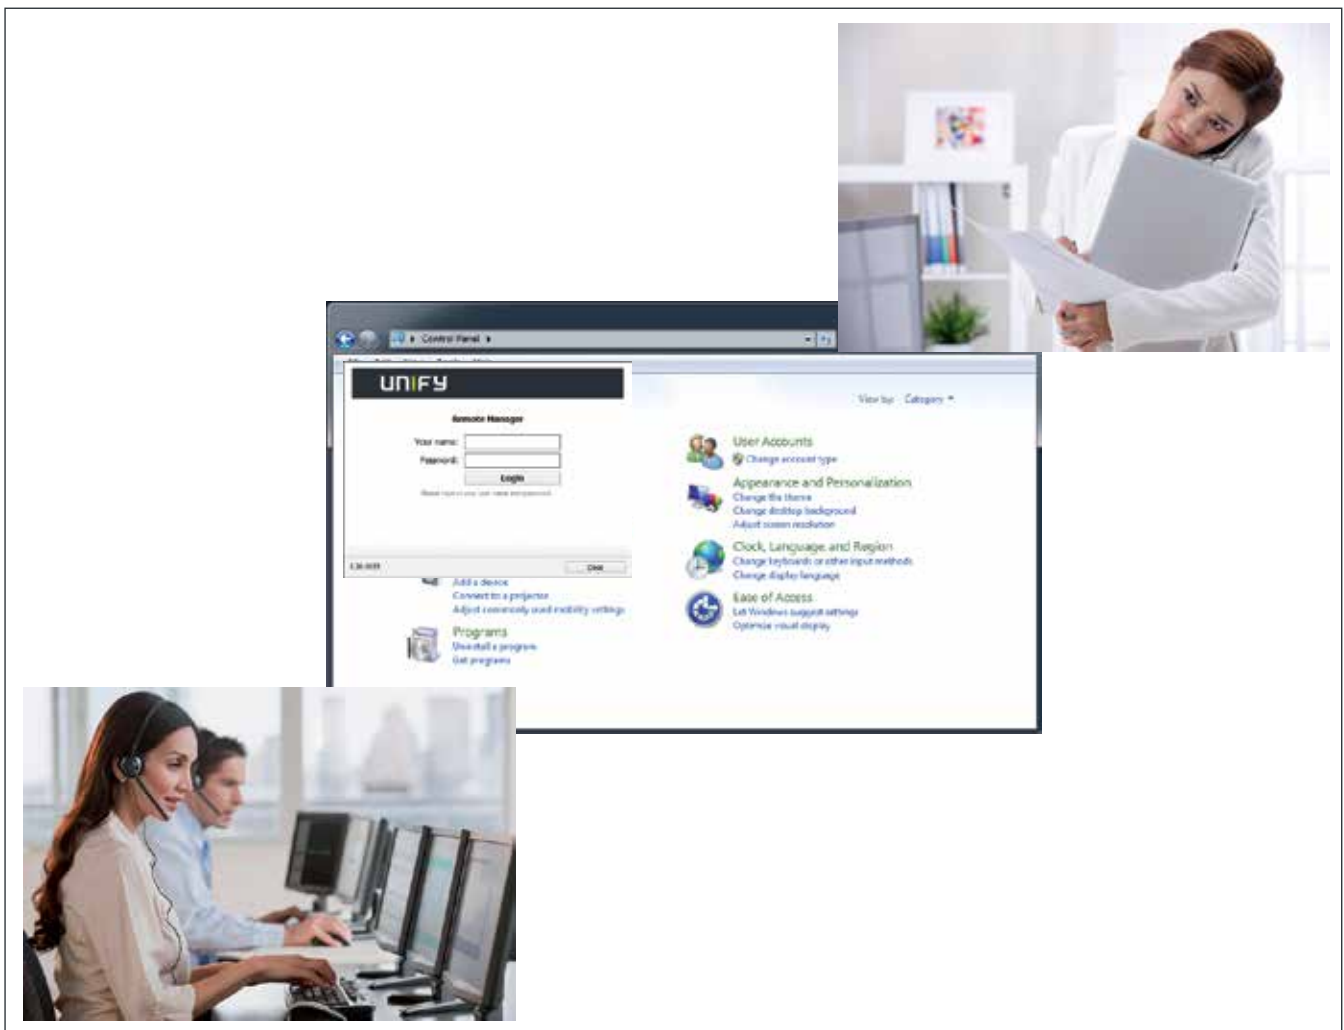 Control Panel
UNIFY
Remote Manager
Your name:
Password:
Login
View by: Category
User Accounts
Change account type
Appearance and Personalization
Change the theme
Change desktop background
Adjust screen resolution
Clock, Language, and Region
Change keyboards or other input methods
Change display language
Ease of Access
Let Windows suggest settings
Optimize visual display
Add a device
Connect to a projector
Adjust commonly used mobility settings
Programs
Uninstall a program
Get programs